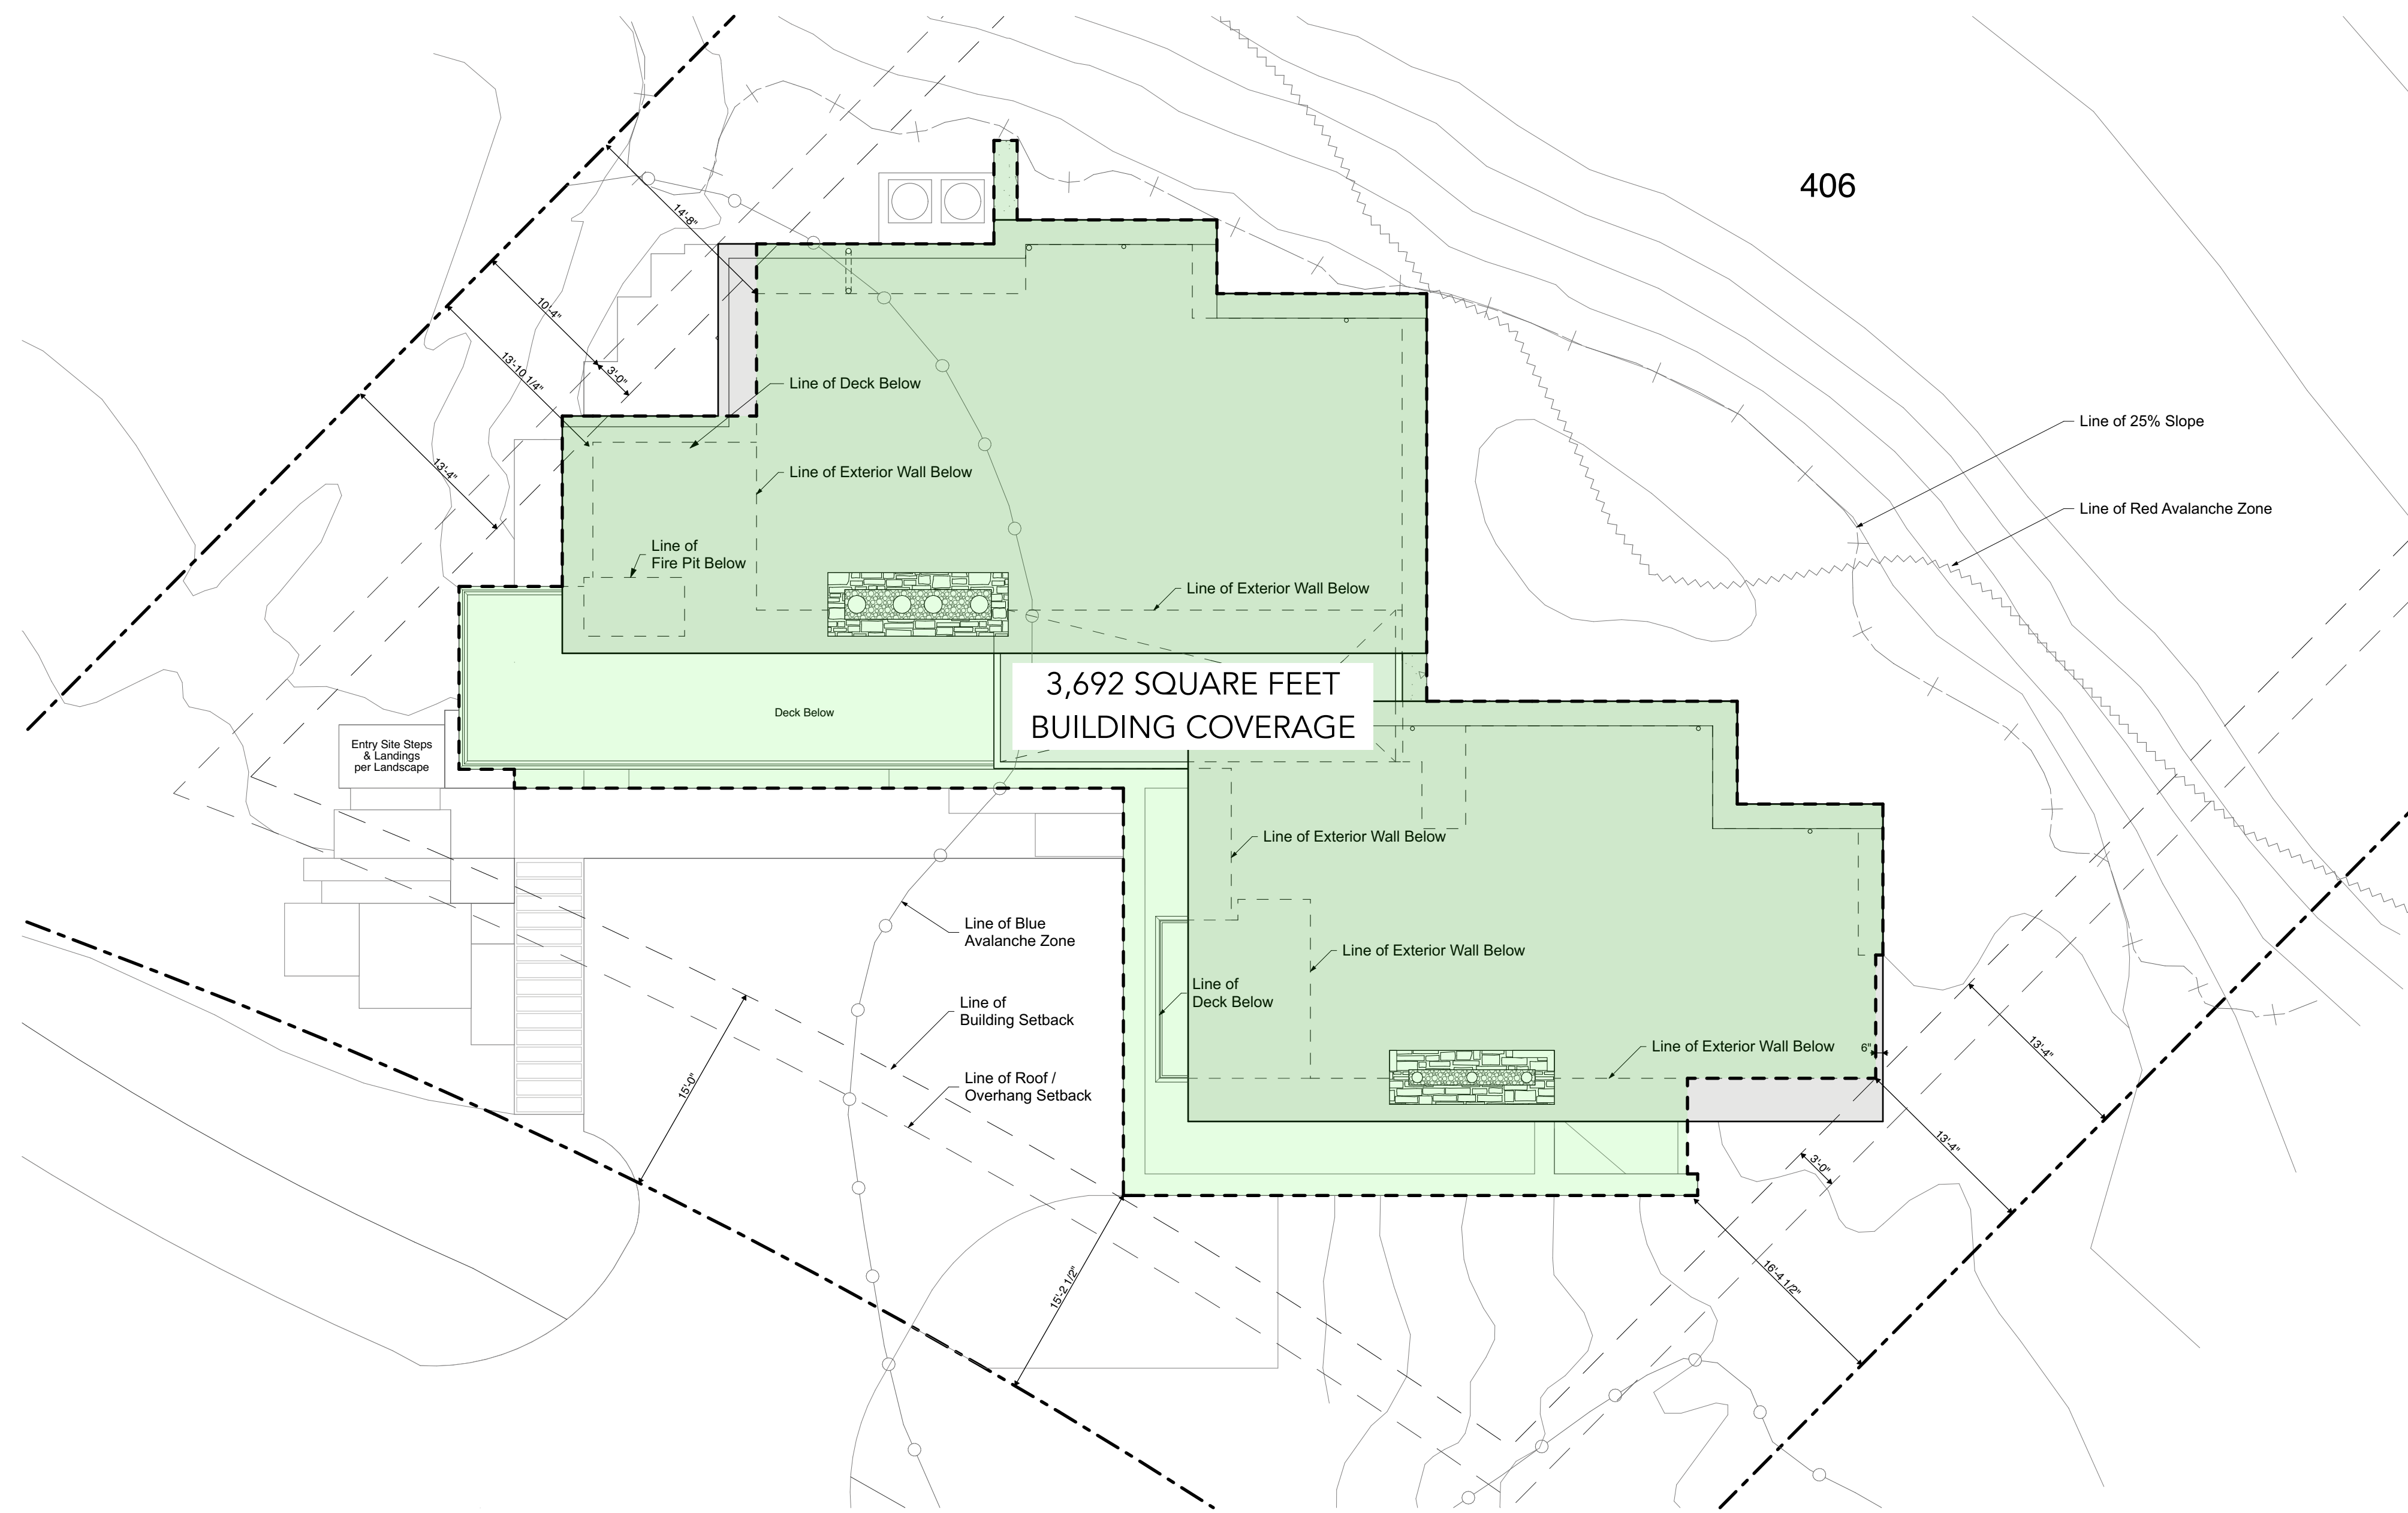 406
14'-8"
10'-4"
13'-10 1/4"
3'-0"
Line of Deck Below
Line of 25% Slope
13'-4"
Line of Exterior Wall Below
Line of Red Avalanche Zone
Line of
Fire Pit Below
Line of Exterior Wall Below
3,692 SQUARE FEET
BUILDING COVERAGE
Deck Below
Entry Site Steps
& Landings
per Landscape
Line of Exterior Wall Below
Line of Blue
Avalanche Zone
Line of Exterior Wall Below
Line of
Deck Below
Line of
Building Setback
6"
Line of Exterior Wall Below
13'-4"
15'-0"
Line of Roof /
Overhang Setback
13'-4"
3'-0"
15'-2 1/2"
16'-4 1/2"